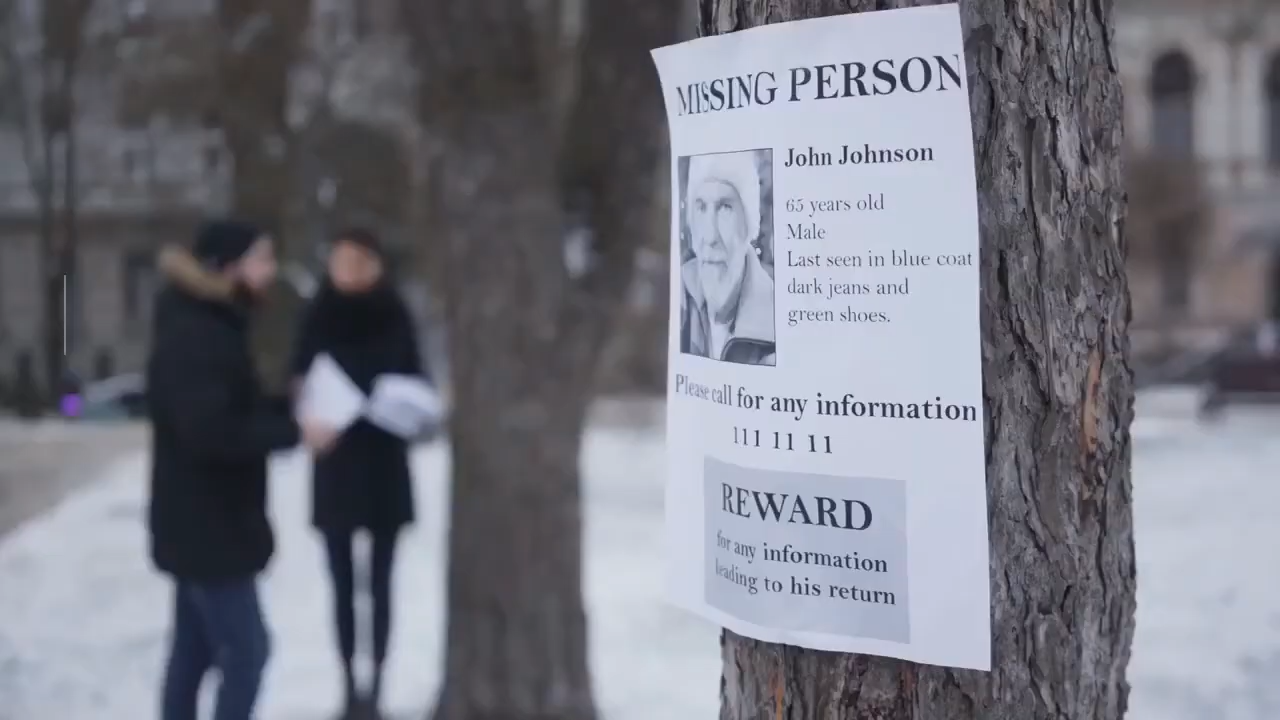 MISSING PERSON
John Johnson
65 years old
Male
Last seen in blue coat
dark jeans and
green shoes.
Please call for any information
111 11 11
REWARD
for any information
leading to his return